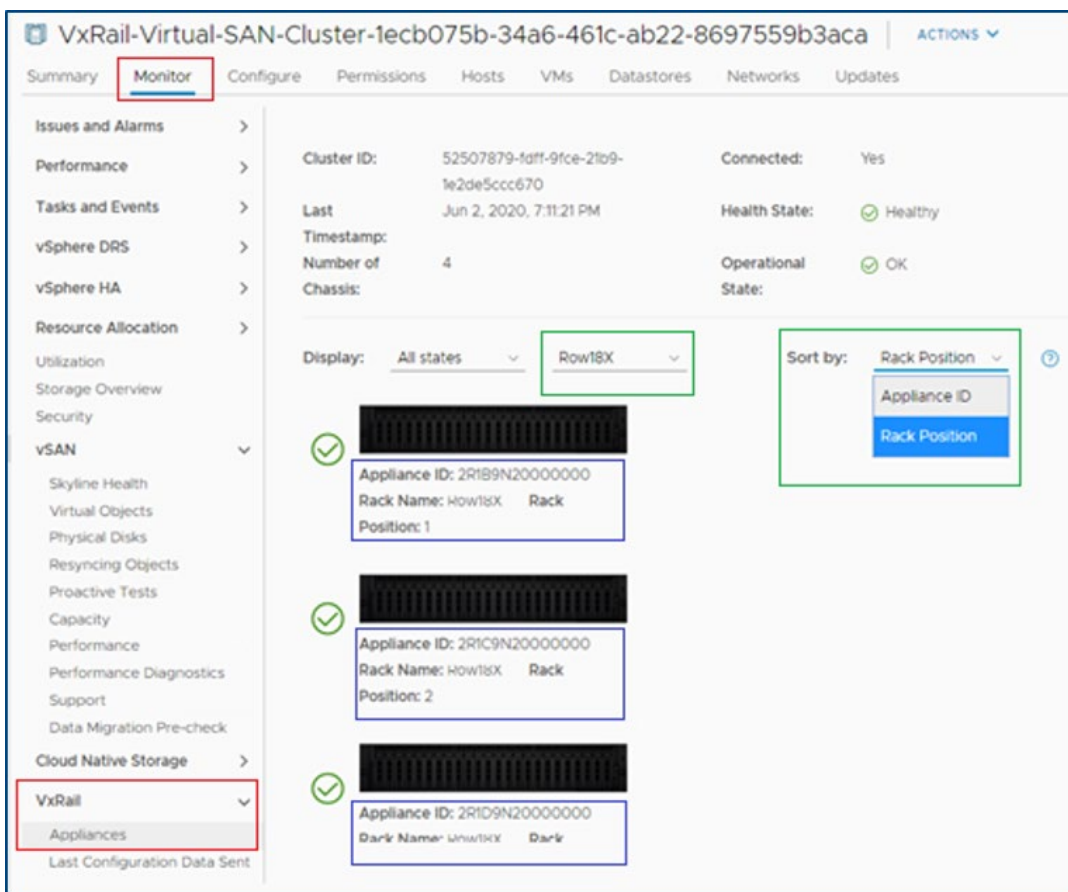 VxRail-Virtual-SAN-Cluster-1ecb075b-34a6-461c-ab22-8697559b3aca ACTIONS
Summary Monitor Configure Permissions Hosts VMs Datastores Networks Updates
Issues and Alarms
Performance
Tasks and Events
vSphere DRS
vSphere HA
Resource Allocation
Utilization
Storage Overview
Security
vSAN
Skyline Health
Virtual Objects
Physical Disks
Resyncing Objects
Proactive Tests
Capacity
Performance
Performance Diagnostics
Support
Data Migration Pre-check
Cloud Native Storage
VxRail
Appliances
Last Configuration Data Sent
Cluster ID: 52507879-fdff-9fce-21b9-
1e2de5ccc670
Connected: Yes
Last Jun 2, 2020, 7:11:21 PM
Timestamp:
Health State: Healthy
Number of 4
Chassis:
Operational OK
State:
Display: All states Row18X Sort by: Rack Position
Appliance ID
Rack Position
Appliance ID: 2R1B9N20000000
Rack Name: Row18X Rack
Position: 1
Appliance ID: 2R1C9N20000000
Rack Name: Row18X Rack
Position: 2
Appliance ID: 2R1D9N20000000
Rack Name: Row18X Rack